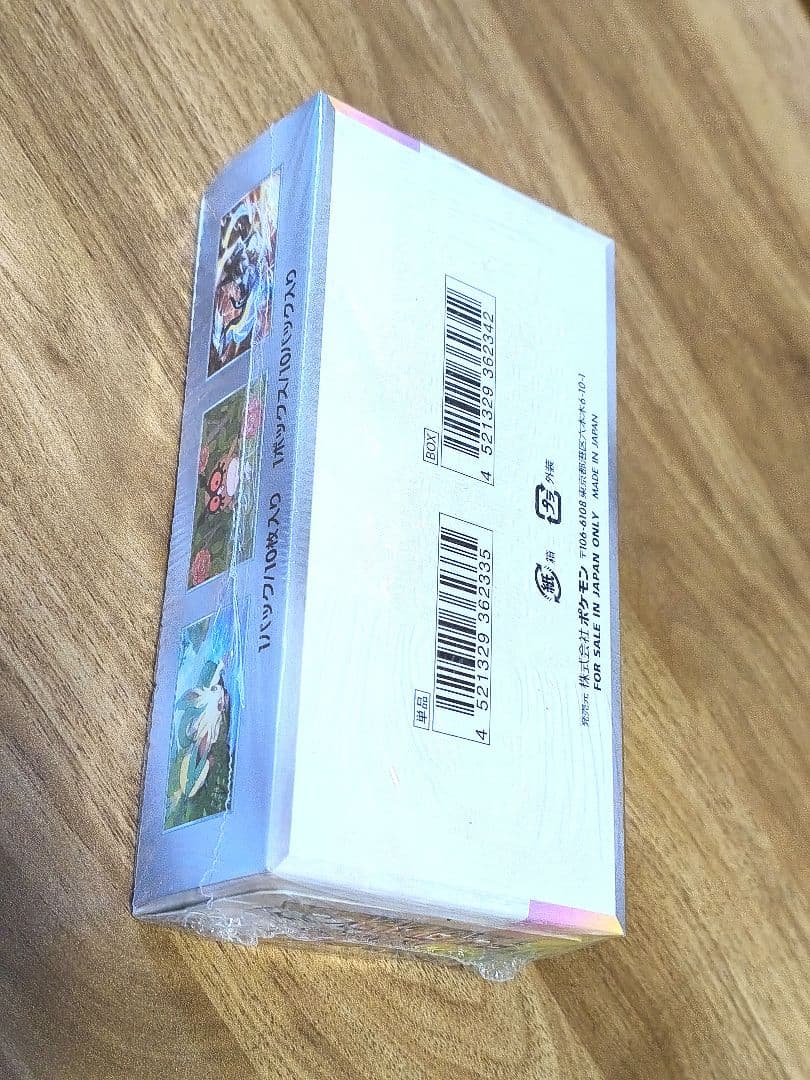 1パック/10枚入り 1ボックス/10パック入り
BOX
4 521329 362342
単品
4 521329 362335
紙 箱
プラ 外装
発売元 株式会社 ポケモン 〒106-6108 東京都港区六本木6-10-1
FOR SALE IN JAPAN ONLY MADE IN JAPAN